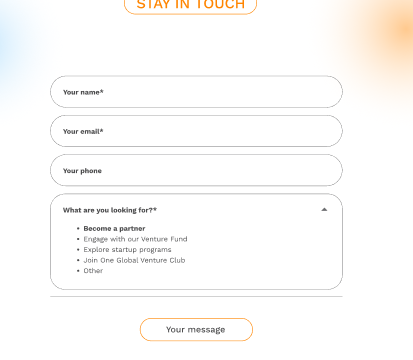 STAY IN TOUCH
Your name*
Your email*
Your phone
What are you looking for?*
• Become a partner
• Engage with our Venture Fund
• Explore startup programs
• Join One Global Venture Club
• Other
Your message